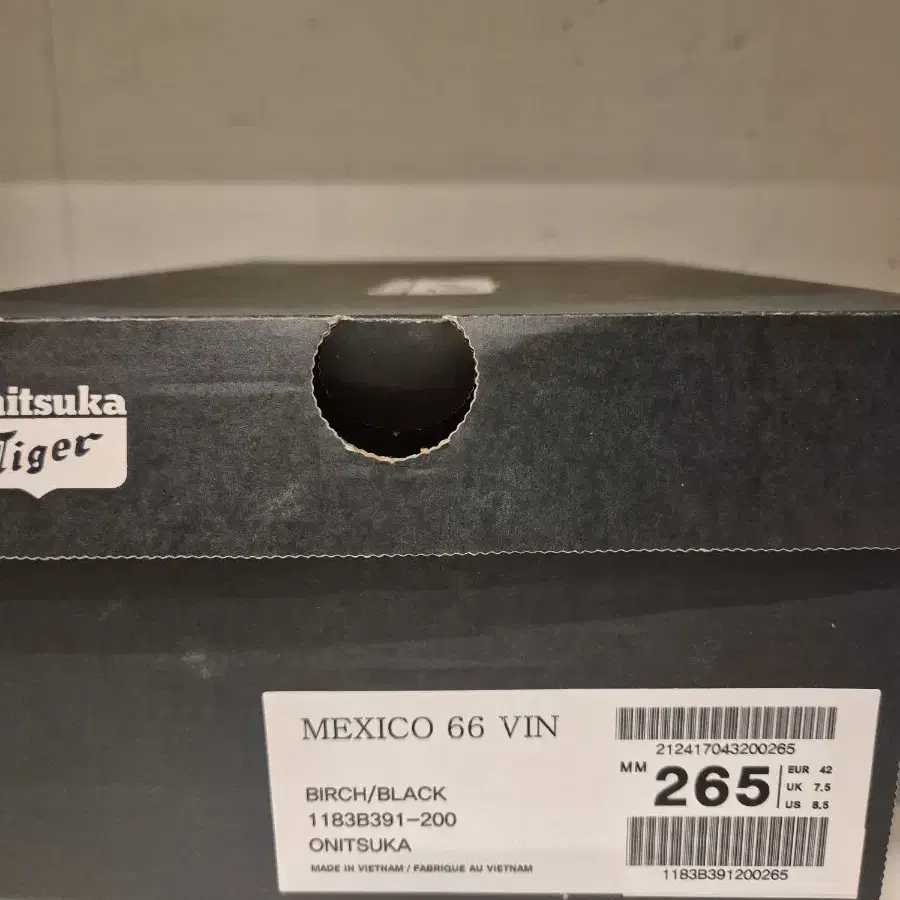 nitsuka
Tiger
MEXICO 66 VIN
212417043200265
MM 265 EUR 42
UK 7.5
US 8.5
BIRCH/BLACK
1183B391-200
ONITSUKA
MADE IN VIETNAM / FABRIQUE AU VIETNAM
1183B391200265